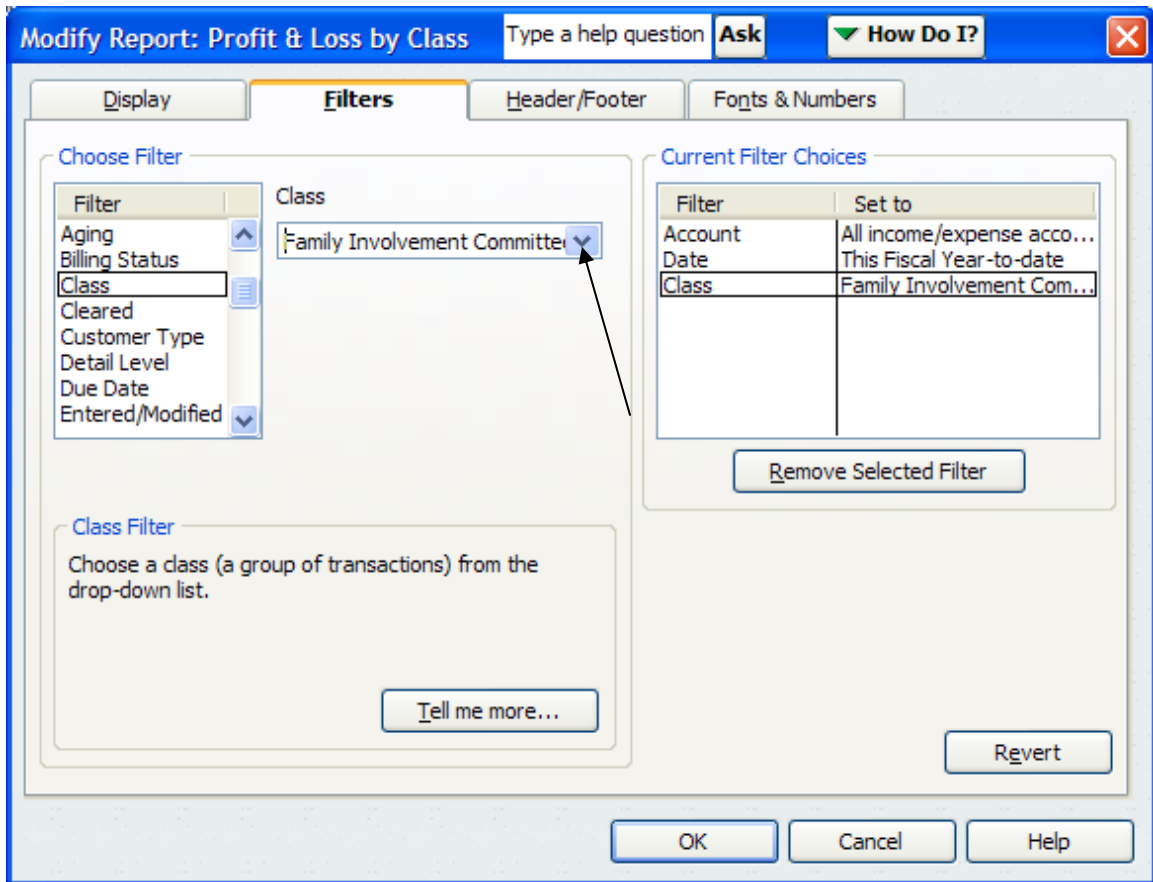 Modify Report: Profit & Loss by Class
Type a help question
Ask
How Do I?
Display
Filters
Header/Footer
Fonts & Numbers
Choose Filter
Filter
Aging
Billing Status
Class
Cleared
Customer Type
Detail Level
Due Date
Entered/Modified
Class
Family Involvement Committee
Class Filter
Choose a class (a group of transactions) from the
drop-down list.
Tell me more...
Current Filter Choices
Filter Set to
Account All income/expense acco...
Date This Fiscal Year-to-date
Class Family Involvement Com...
Remove Selected Filter
Revert
OK
Cancel
Help